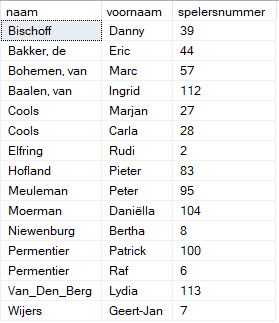 naam voornaam spelersnummer
Bischoff Danny 39
Bakker, de Eric 44
Bohemen, van Marc 57
Baalen, van Ingrid 112
Cools Marjan 27
Cools Carla 28
Elfring Rudi 2
Hofland Pieter 83
Meuleman Peter 95
Moerman Daniëlla 104
Niewenburg Bertha 8
Permentier Patrick 100
Permentier Raf 6
Van_Den_Berg Lydia 113
Wijers Geert-Jan 7